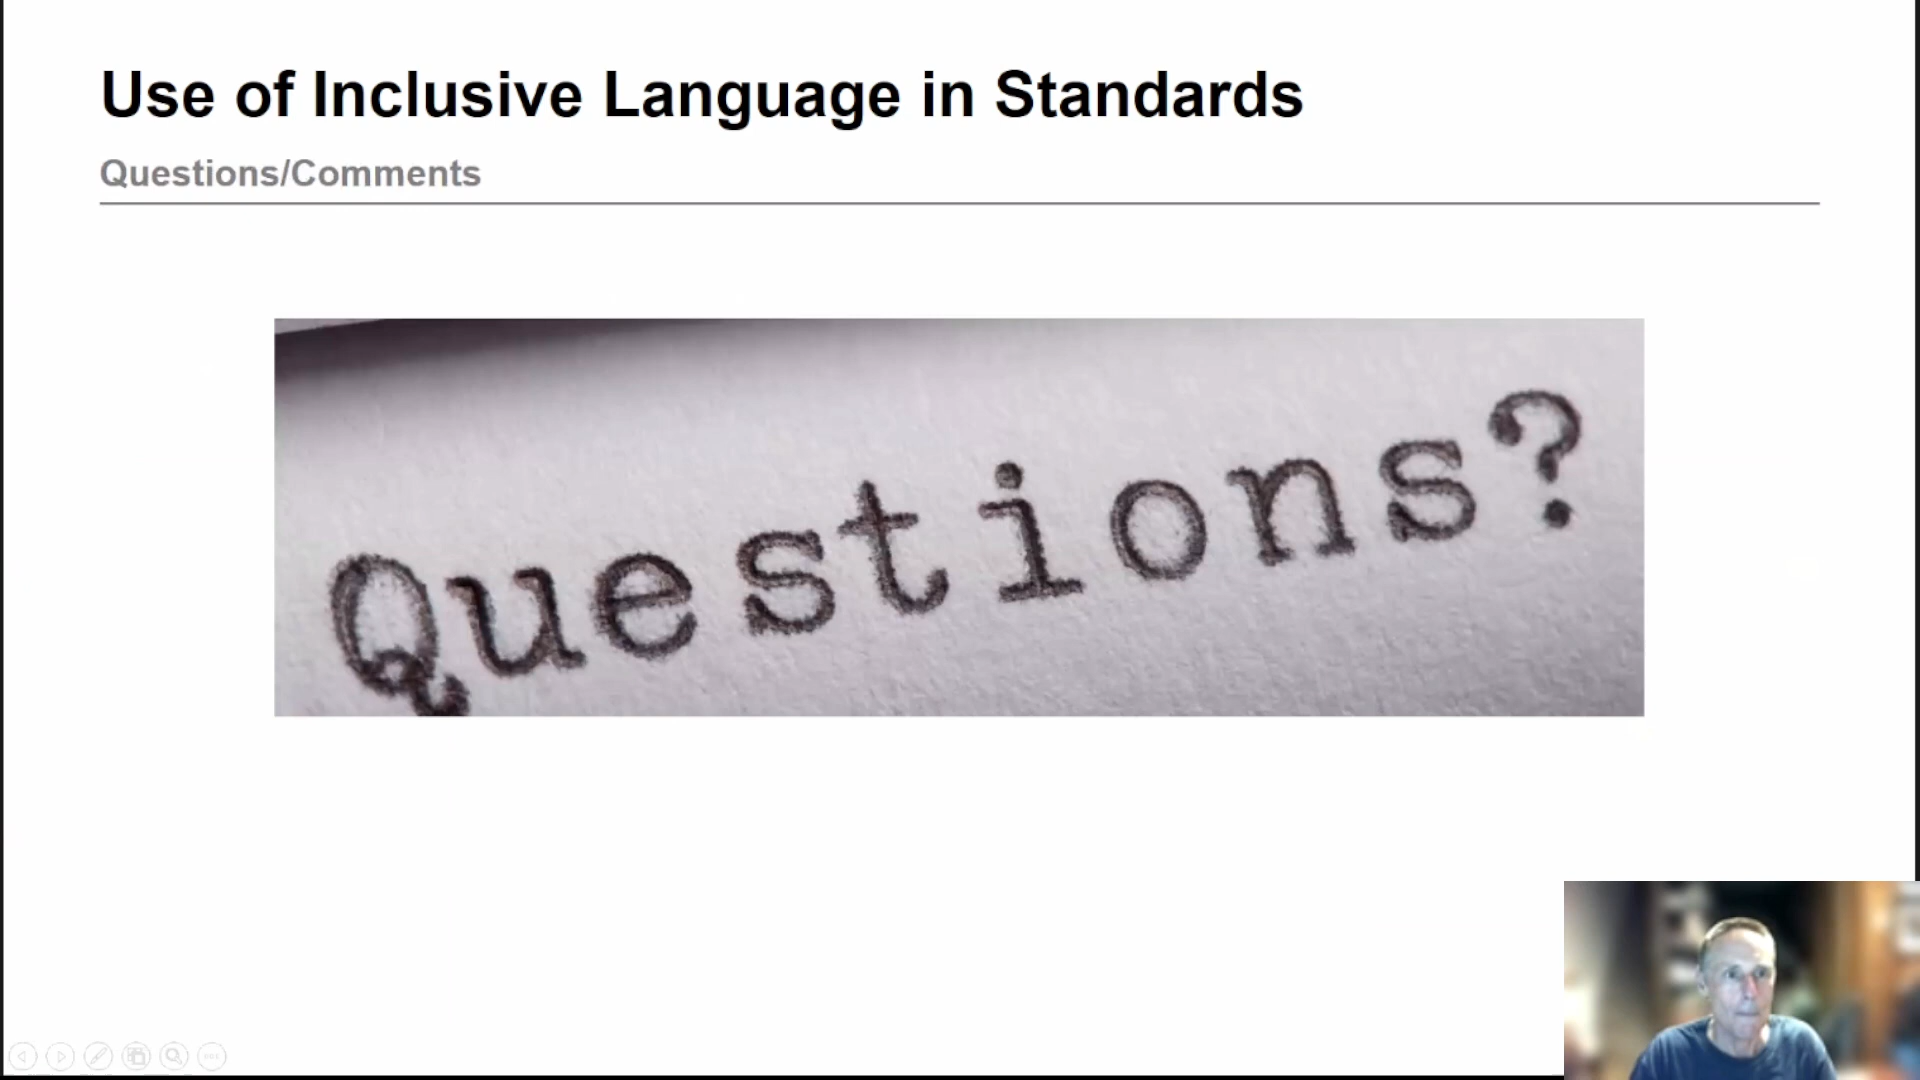 Use of Inclusive Language in Standards
Questions/Comments
Questions?